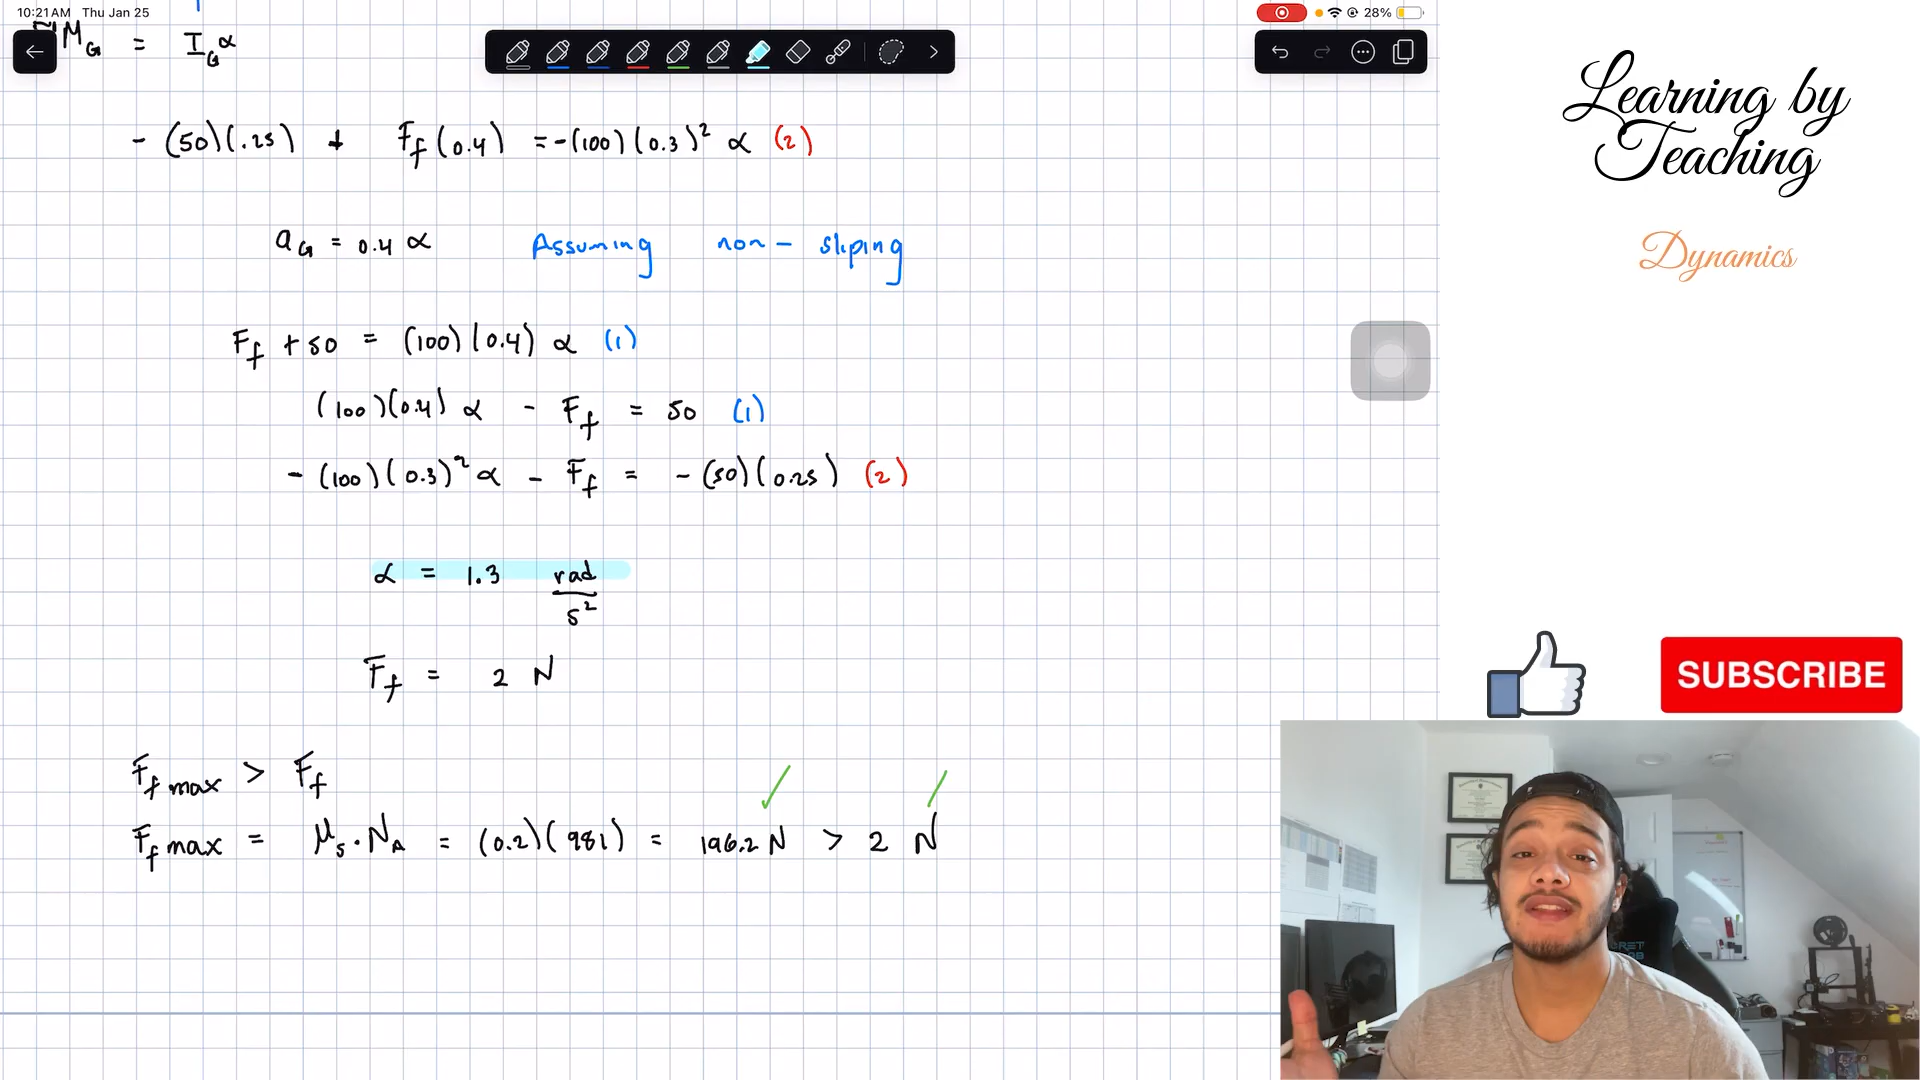 10:21AM Thu Jan 25
28%
M_G = I_G α
- (50)(.25) + F_f (0.4) = -(100)(0.3)² α (2)
a_G = 0.4 α Assuming non - sliping
F_f + 50 = (100)(0.4) α (1)
(100)(0.4) α - F_f = 50 (1)
- (100)(0.3)² α - F_f = - (50)(0.25) (2)
α = 1.3 rad/s²
F_f = 2 N
F_f max > F_f
F_f max = μ_s · N_A = (0.2)(981) = 196.2 N > 2 N
Learning by
Teaching
Dynamics
SUBSCRIBE